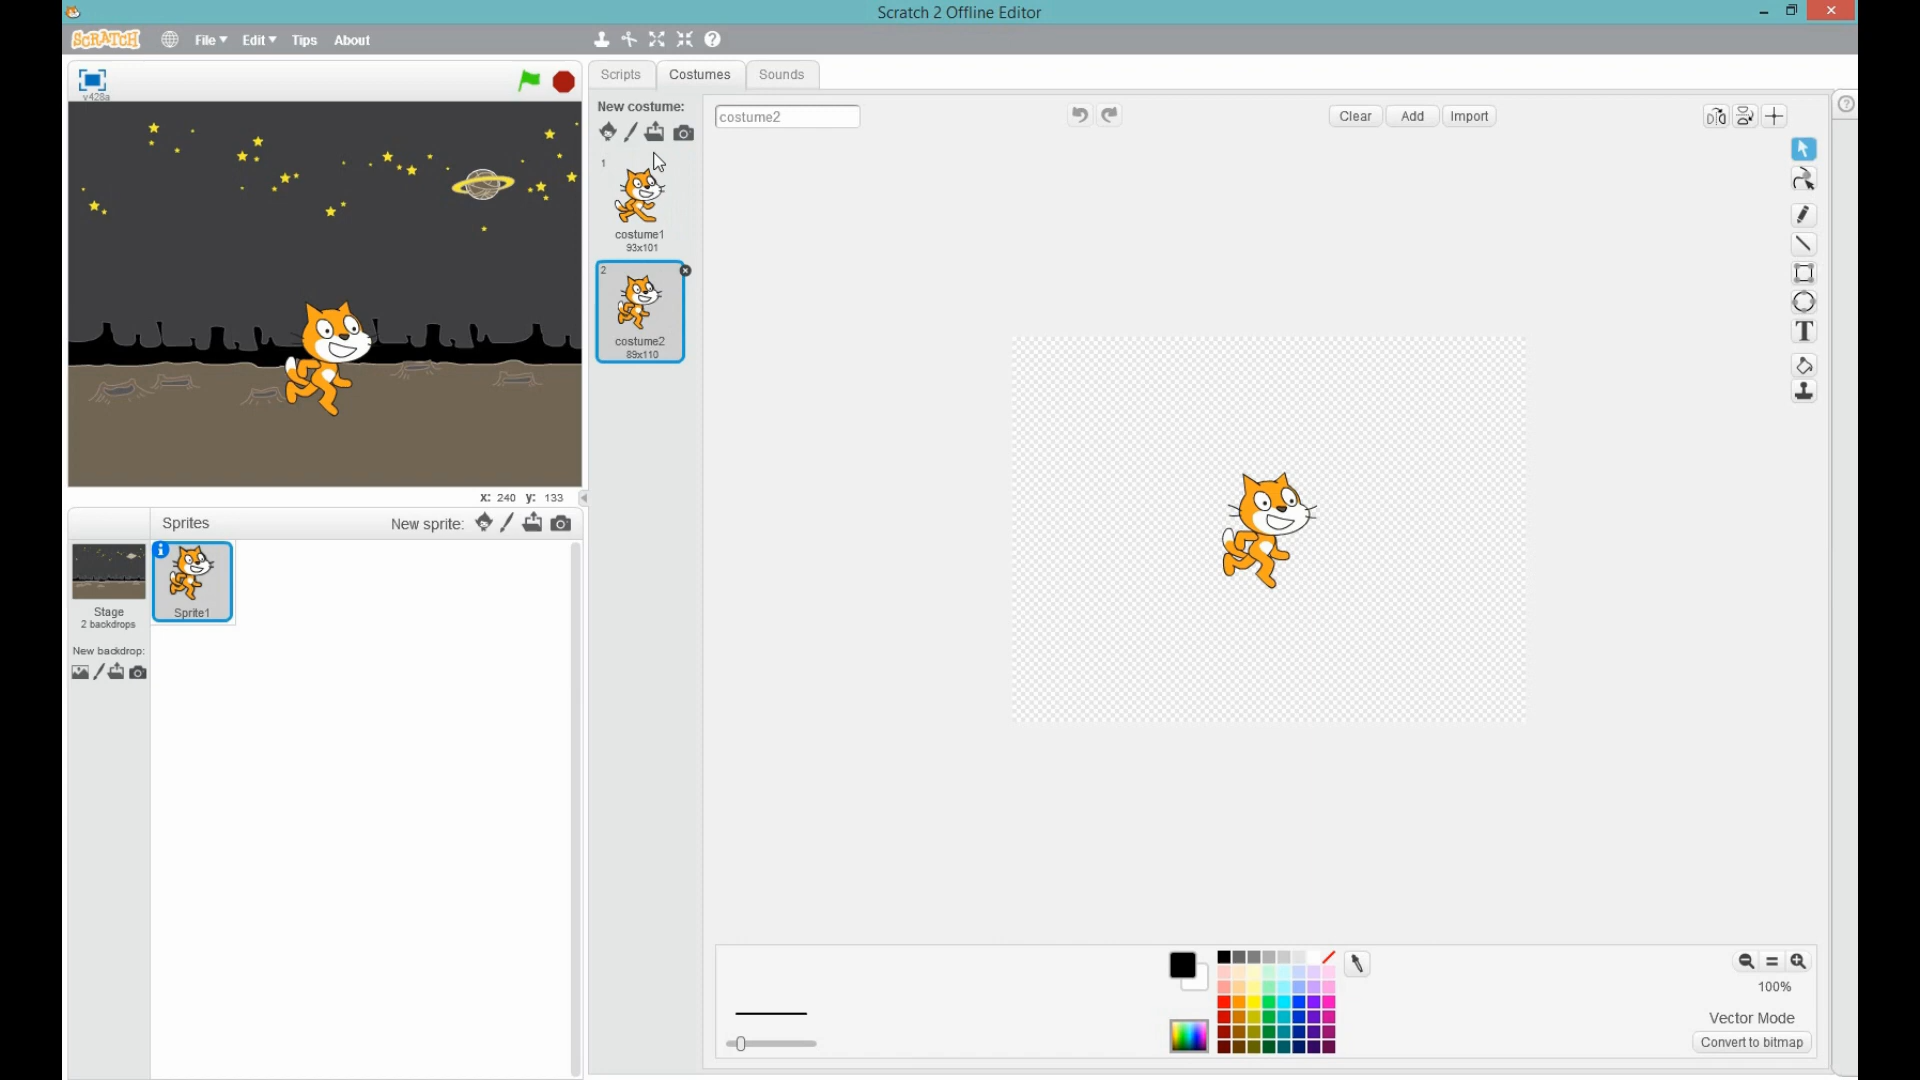 Scratch 2 Offline Editor
SCRATCH File Edit Tips About
v428a
Scripts Costumes Sounds
New costume:
costume2
Clear Add Import
1
costume1
93x101
2
costume2
89x110
x: 240 y: 133
Sprites New sprite:
Stage
2 backdrops
Sprite1
New backdrop:
T
100%
Vector Mode
Convert to bitmap